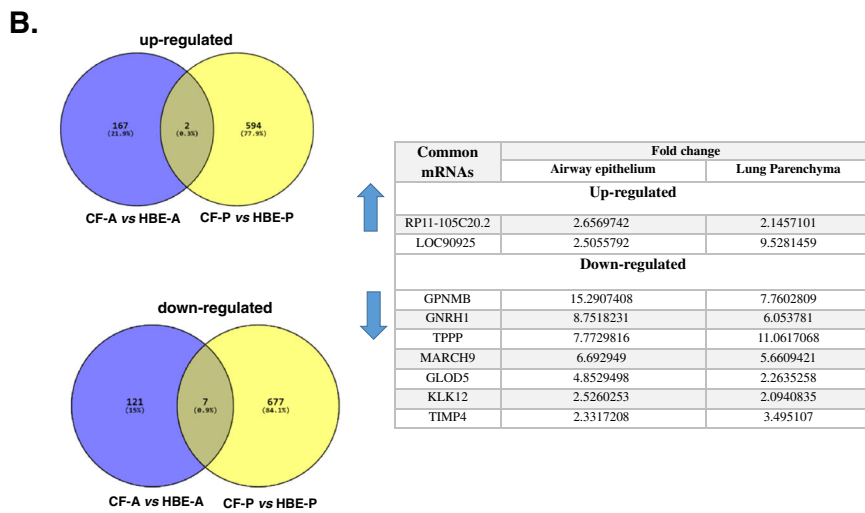 B.
up-regulated
167
(21.9%)
2
(0.3%)
594
(77.9%)
CF-A vs HBE-A
CF-P vs HBE-P
down-regulated
121
(15%)
7
(0.9%)
677
(84.1%)
CF-A vs HBE-A
CF-P vs HBE-P
Common mRNAs
Fold change
Airway epithelium Lung Parenchyma
Up-regulated
RP11-105C20.2 2.6569742 2.1457101
LOC90925 2.5055792 9.5281459
Down-regulated
GPNMB 15.2907408 7.7602809
GNRH1 8.7518231 6.053781
TPPP 7.7729816 11.0617068
MARCH9 6.692949 5.6609421
GLOD5 4.8529498 2.2635258
KLK12 2.5260253 2.0940835
TIMP4 2.3317208 3.495107